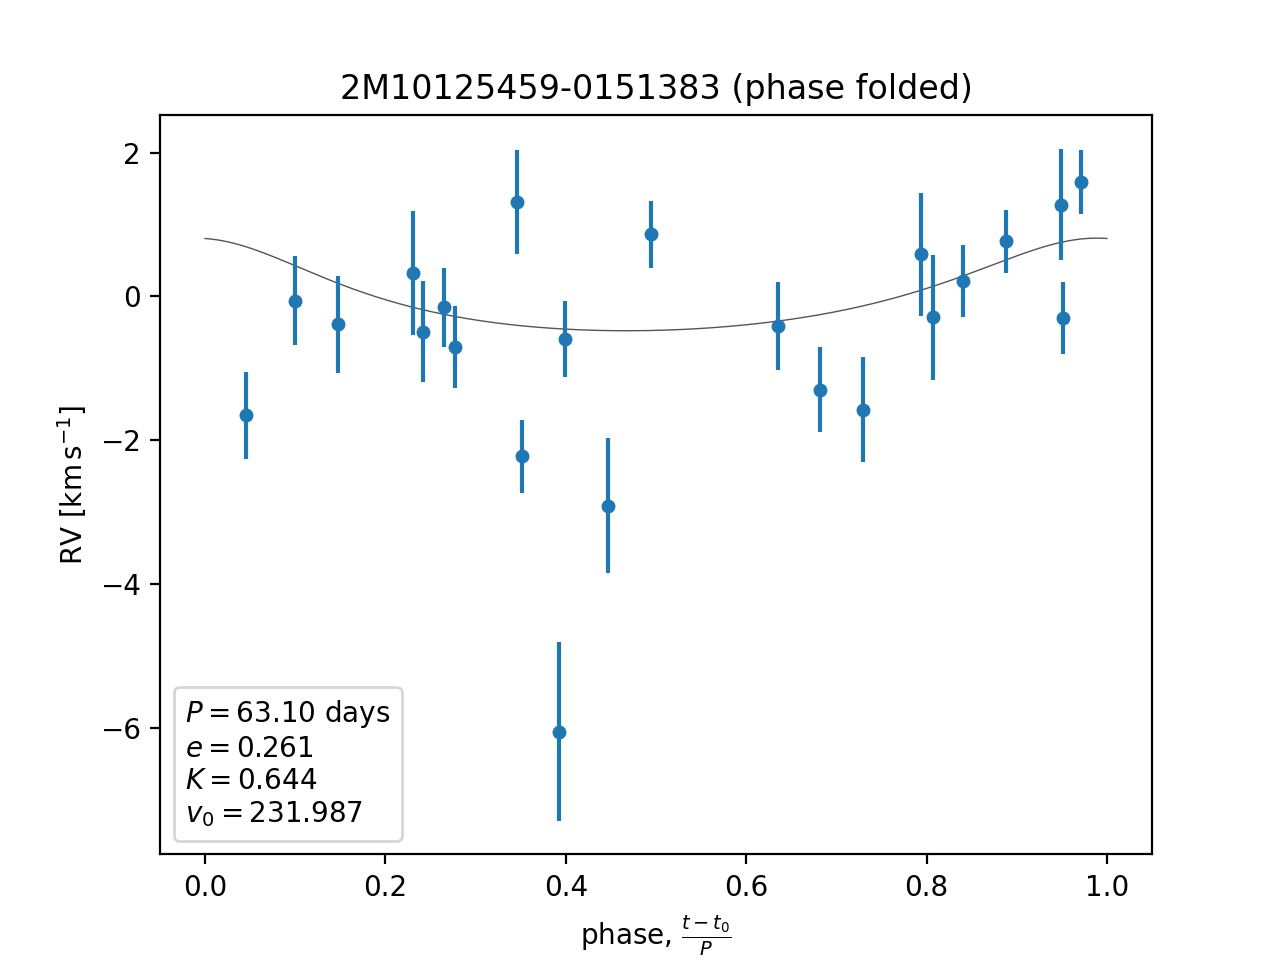 2M10125459-0151383 (phase folded)
RV [km s⁻¹]
2
0
−2
−4
−6
P = 63.10 days
e = 0.261
K = 0.644
v₀ = 231.987
0.0 0.2 0.4 0.6 0.8 1.0
phase, (t − t₀)/P